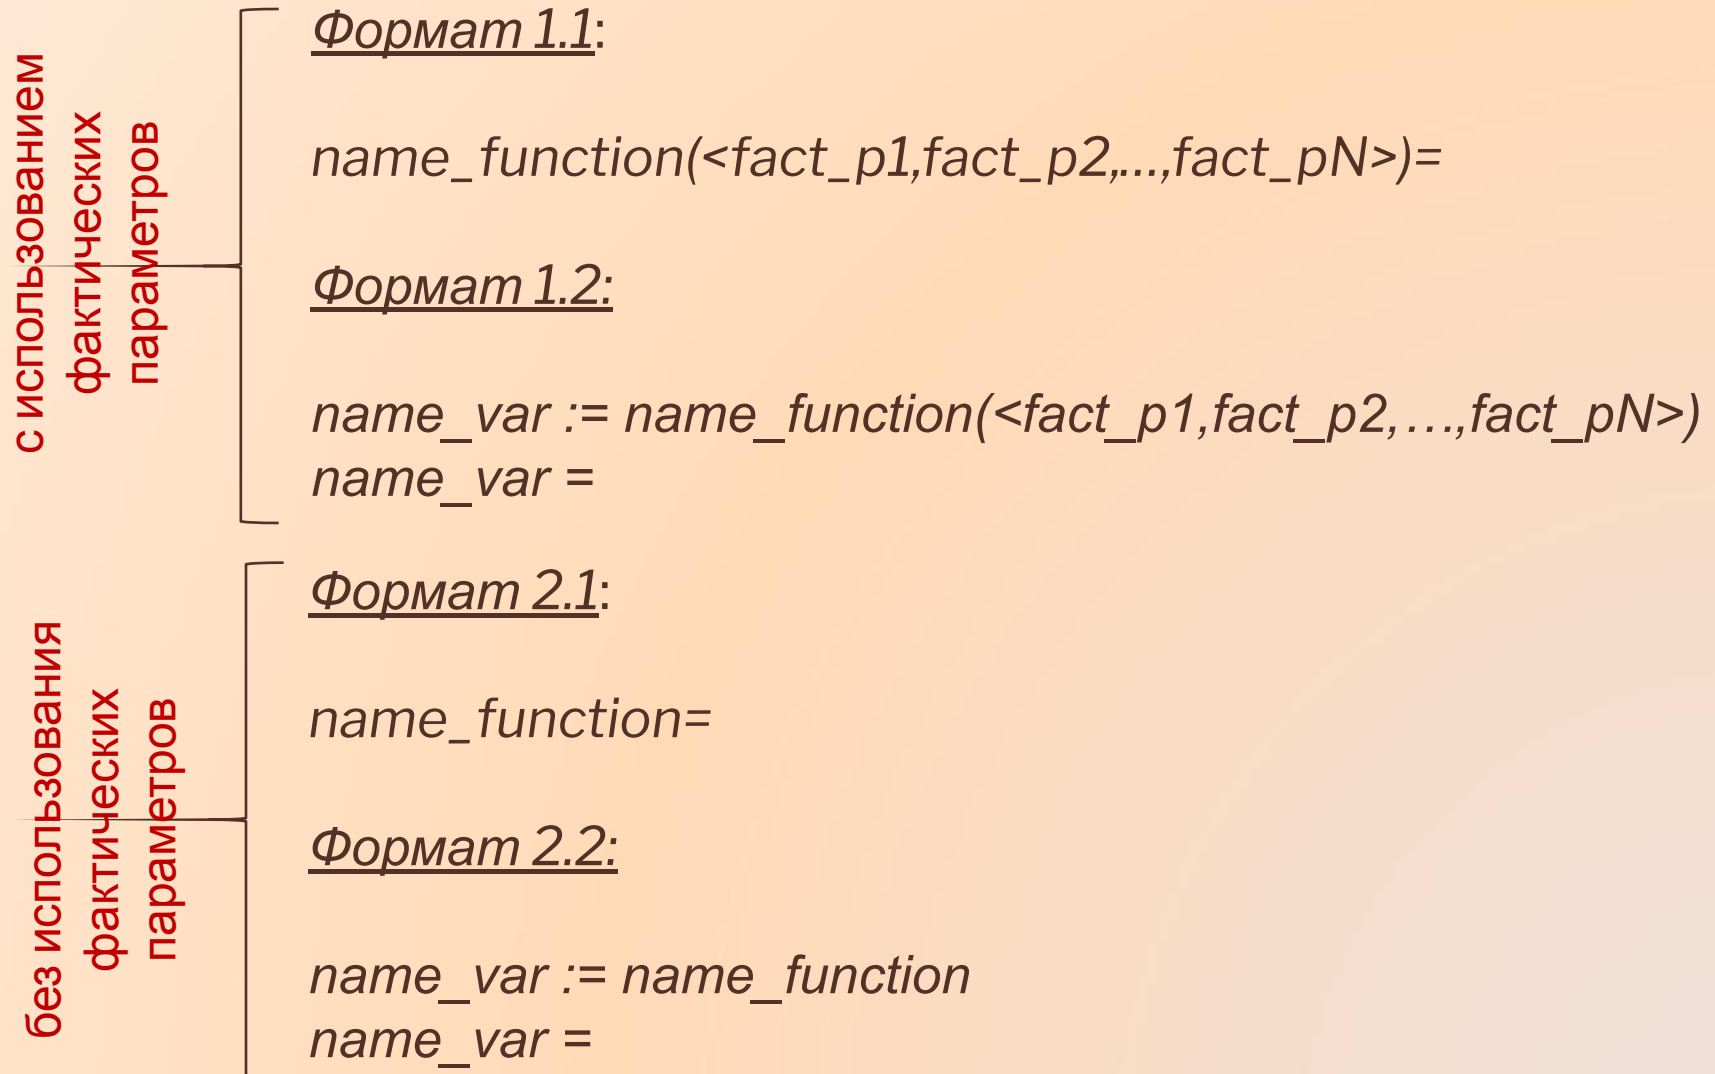 с использованием
фактических
параметров
Формат 1.1:
name_function(<fact_p1,fact_p2,...,fact_pN>)=
Формат 1.2:
name_var := name_function(<fact_p1,fact_p2,…,fact_pN>)
name_var =
без использования
фактических
параметров
Формат 2.1:
name_function=
Формат 2.2:
name_var := name_function
name_var =